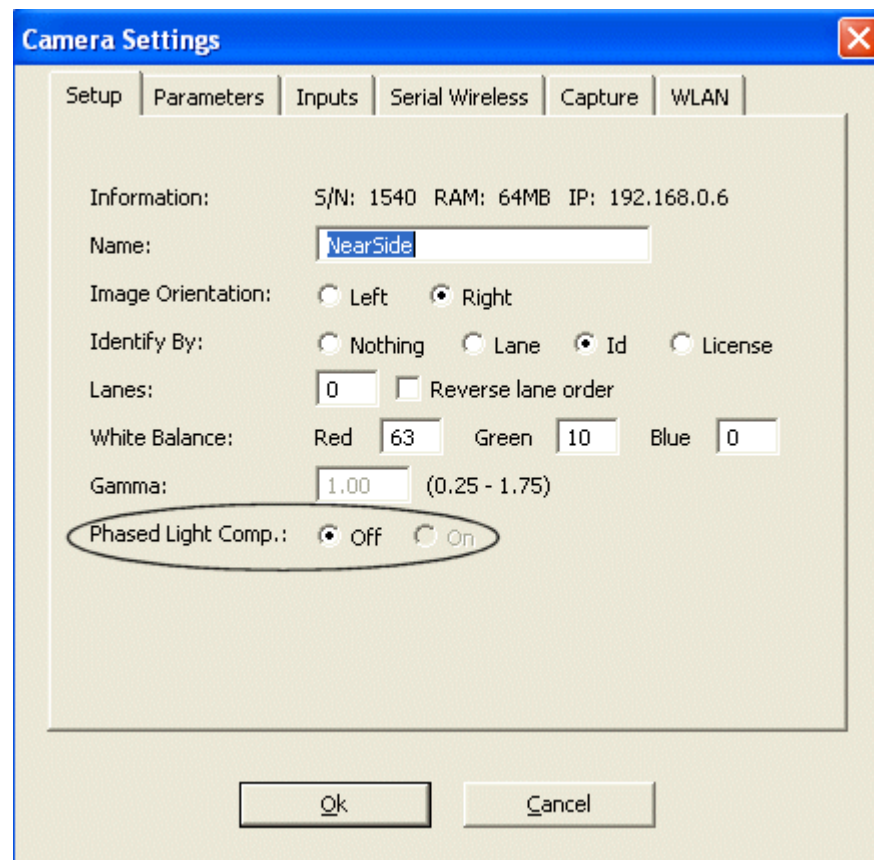 Camera Settings
Setup Parameters Inputs Serial Wireless Capture WLAN
Information: S/N: 1540 RAM: 64MB IP: 192.168.0.6
Name: NearSide
Image Orientation: Left Right
Identify By: Nothing Lane Id License
Lanes: 0 Reverse lane order
White Balance: Red 63 Green 10 Blue 0
Gamma: 1.00 (0.25 - 1.75)
Phased Light Comp.: Off On
Ok Cancel